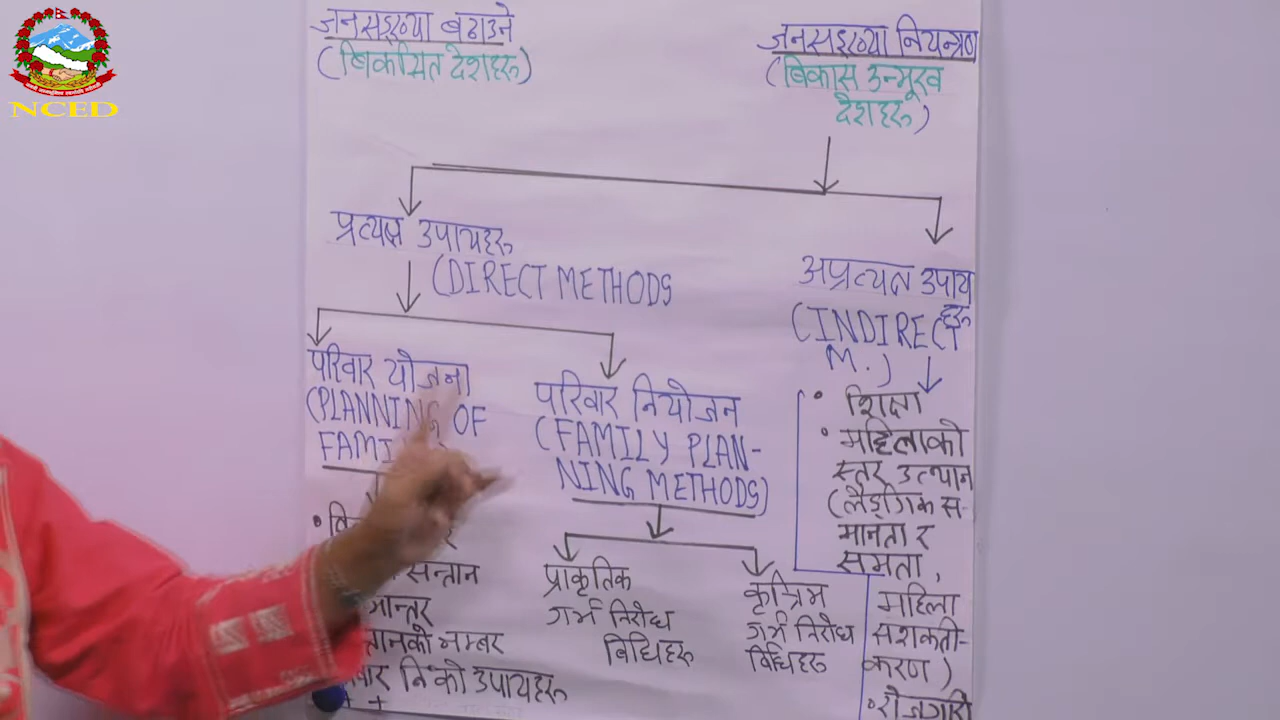 NCED
जनसङ्ख्या बढाउने
(विकसित देशहरू)
जनसङ्ख्या नियन्त्रण
(विकास उन्मूख
देशहरू)
प्रत्यक्ष उपायहरू
(DIRECT METHODS
अप्रत्यक्ष उपाय
हरू
(INDIRECT
M.)
परिवार योजना
(PLANNING OF
परिवार नियोजन
(FAMILY PLAN-
NING METHODS)
• शिक्षा
• महिलाको
स्तर उत्थान
(लैङ्गिक स-
मानता र
समता,
महिला
सशक्ती-
करण)
• रोजगारी
सन्तान
नम्बर
नि को उपायहरू
प्राकृतिक
गर्भ निरोध
विधिहरू
कृत्रिम
गर्भ निरोध
विधिहरू